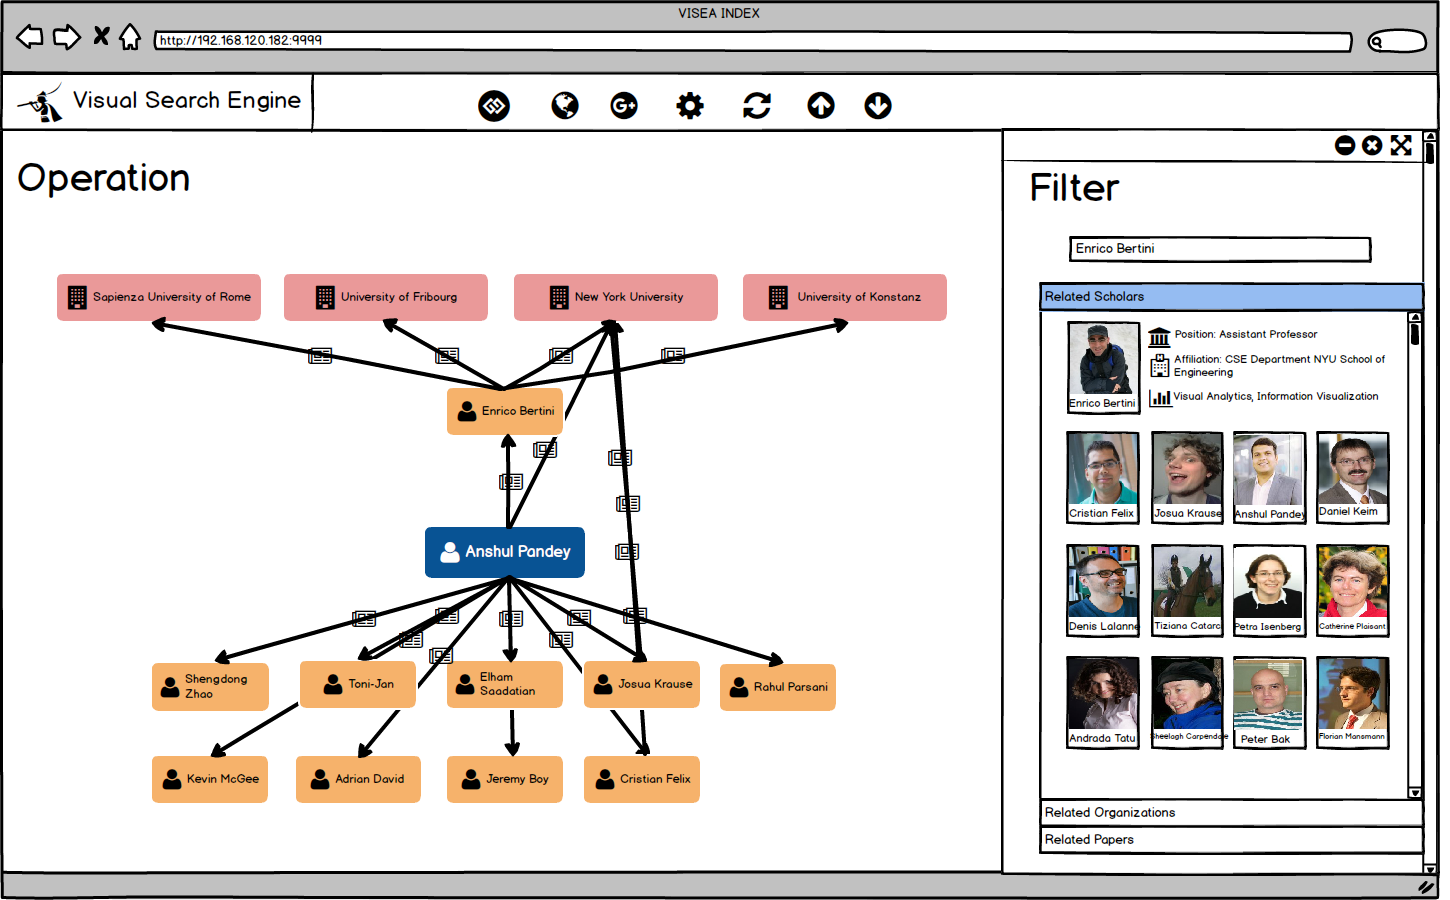 VISEA INDEX
http://192.168.120.182:9999
Visual Search Engine
Operation
Sapienza University of Rome
University of Fribourg
New York University
University of Konstanz
Enrico Bertini
Anshul Pandey
Shengdong
Zhao
Toni-Jan
Elham
Saadatian
Josua Krause
Rahul Parsani
Kevin McGee
Adrian David
Jeremy Boy
Cristian Felix
Filter
Enrico Bertini
Related Scholars
Enrico Bertini
Position: Assistant Professor
Affiliation: CSE Department NYU School of
Engineering
Visual Analytics, Information Visualization
Cristian Felix
Josua Krause
Anshul Pandey
Daniel Keim
Denis Lalanne
Tiziana Catarc
Petra Isenberg
Catherine Plaisant
Andrada Tatu
Sheelagh Carpendale
Peter Bak
Florian Mansmann
Related Organizations
Related Papers